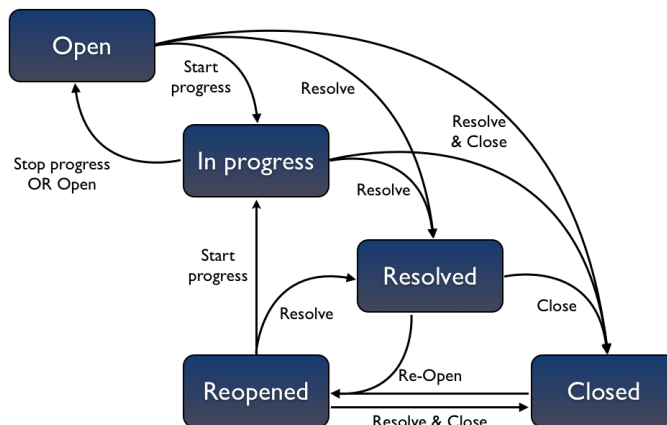 Open
Start
progress
Resolve
Resolve
& Close
In progress
Stop progress
OR Open
Resolve
Start
progress
Resolved
Resolve
Close
Re-Open
Reopened
Closed
Resolve & Close